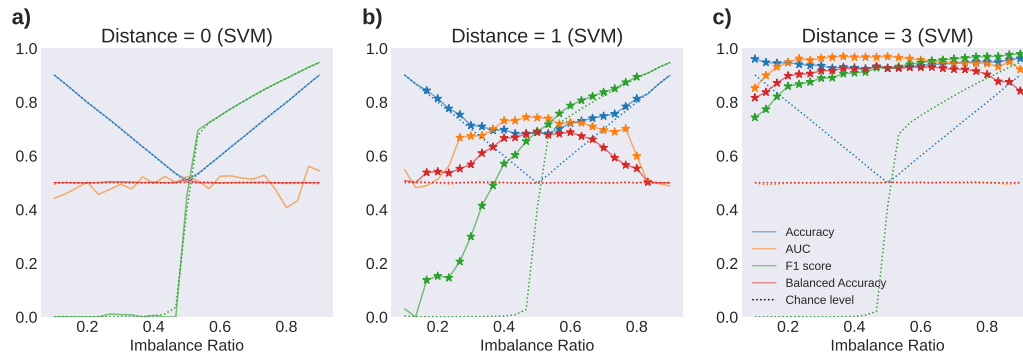 a)
Distance = 0 (SVM)
1.0
0.8
0.6
0.4
0.2
0.0
0.2 0.4 0.6 0.8
Imbalance Ratio
b)
Distance = 1 (SVM)
1.0
0.8
0.6
0.4
0.2
0.0
0.2 0.4 0.6 0.8
Imbalance Ratio
c)
Distance = 3 (SVM)
1.0
0.8
0.6
0.4
0.2
0.0
Accuracy
AUC
F1 score
Balanced Accuracy
Chance level
0.2 0.4 0.6 0.8
Imbalance Ratio